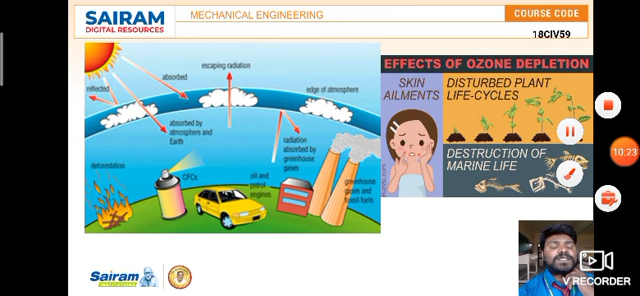 SAIRAM
DIGITAL RESOURCES
MECHANICAL ENGINEERING
COURSE CODE
18CIV59
escaping radiation
absorbed
reflected
edge of atmosphere
absorbed by
atmosphere and
Earth
radiation
absorbed by
greenhouse
gases
deforestation
CFCs
oil and
petrol
engines
greenhouse
gases and
fossil fuels
EFFECTS OF OZONE DEPLETION
SKIN
AILMENTS
DISTURBED PLANT
LIFE-CYCLES
DESTRUCTION OF
MARINE LIFE
10:23
Sairam
V RECORDER